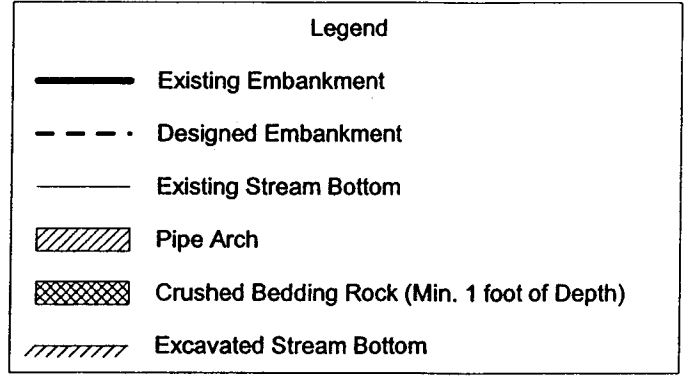 Legend
Existing Embankment
Designed Embankment
Existing Stream Bottom
Pipe Arch
Crushed Bedding Rock (Min. 1 foot of Depth)
Excavated Stream Bottom